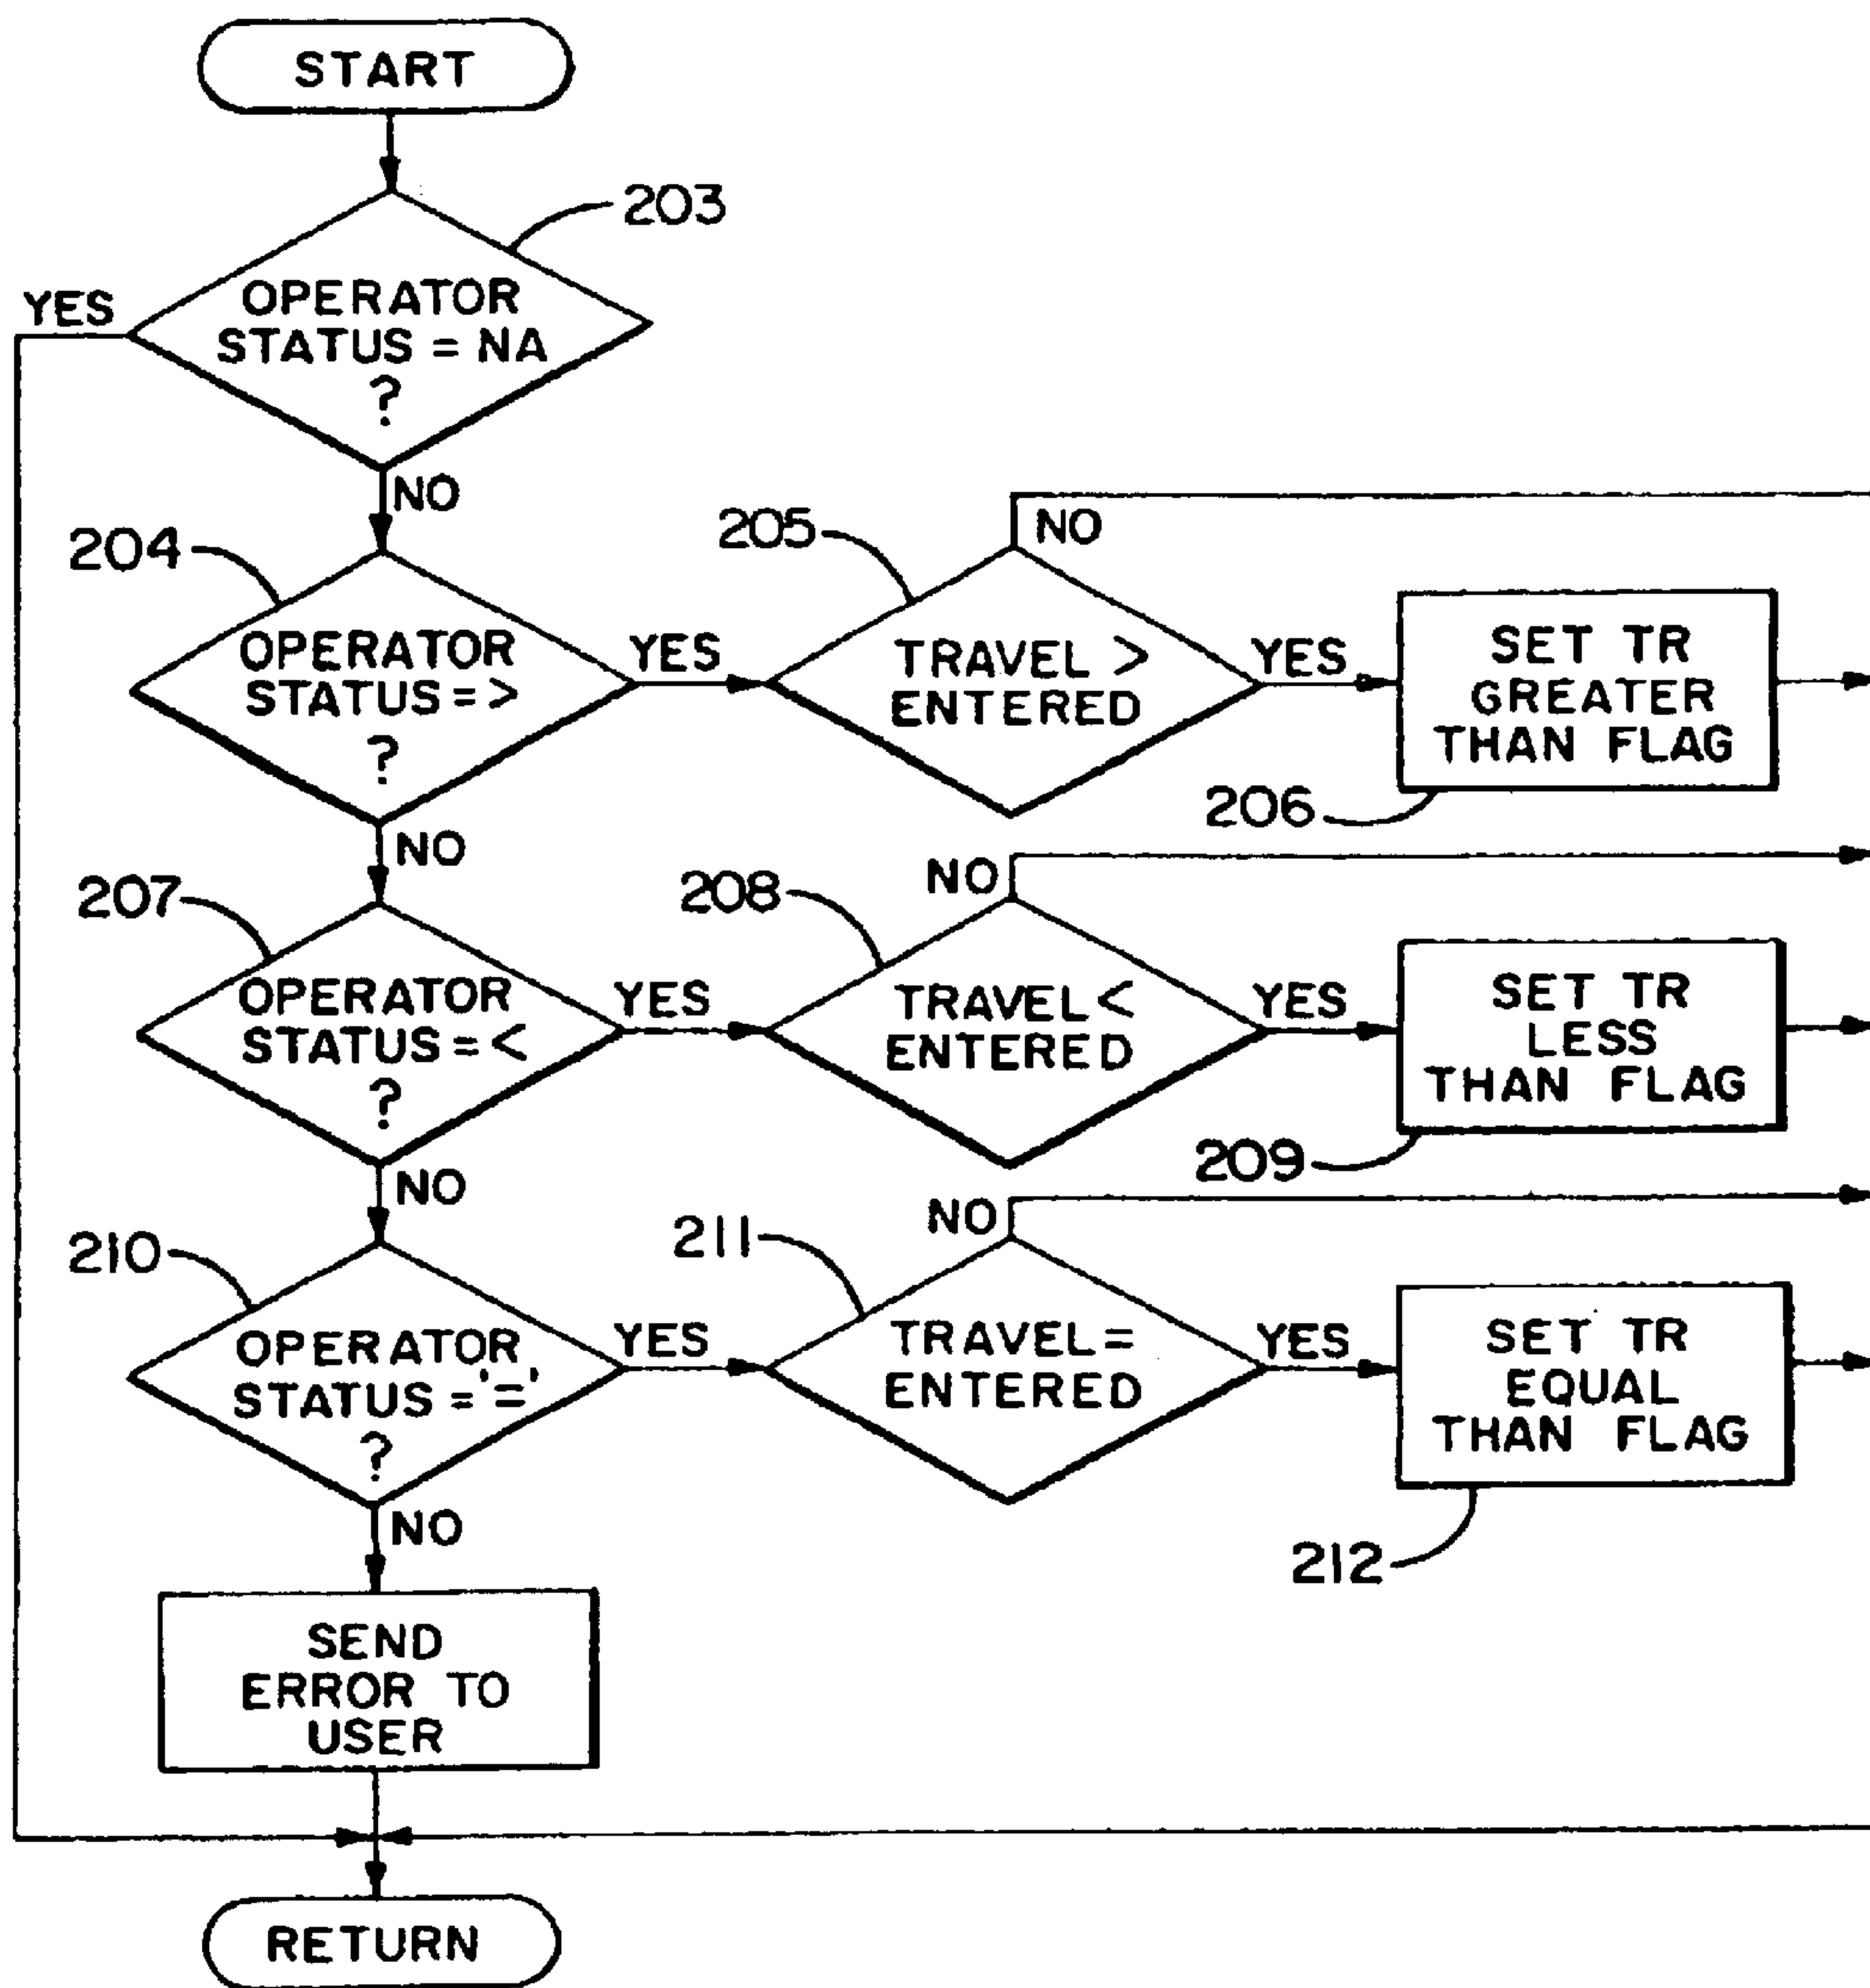 START
203
YES
OPERATOR
STATUS = NA
?
NO
204
OPERATOR
STATUS = >
?
YES
205
NO
TRAVEL >
ENTERED
YES
SET TR
GREATER
THAN FLAG
206
NO
207
OPERATOR
STATUS = <
?
YES
208
NO
TRAVEL <
ENTERED
YES
SET TR
LESS
THAN FLAG
209
NO
210
OPERATOR
STATUS ='='
?
YES
211
NO
TRAVEL =
ENTERED
YES
SET TR
EQUAL
THAN FLAG
212
NO
SEND
ERROR TO
USER
RETURN